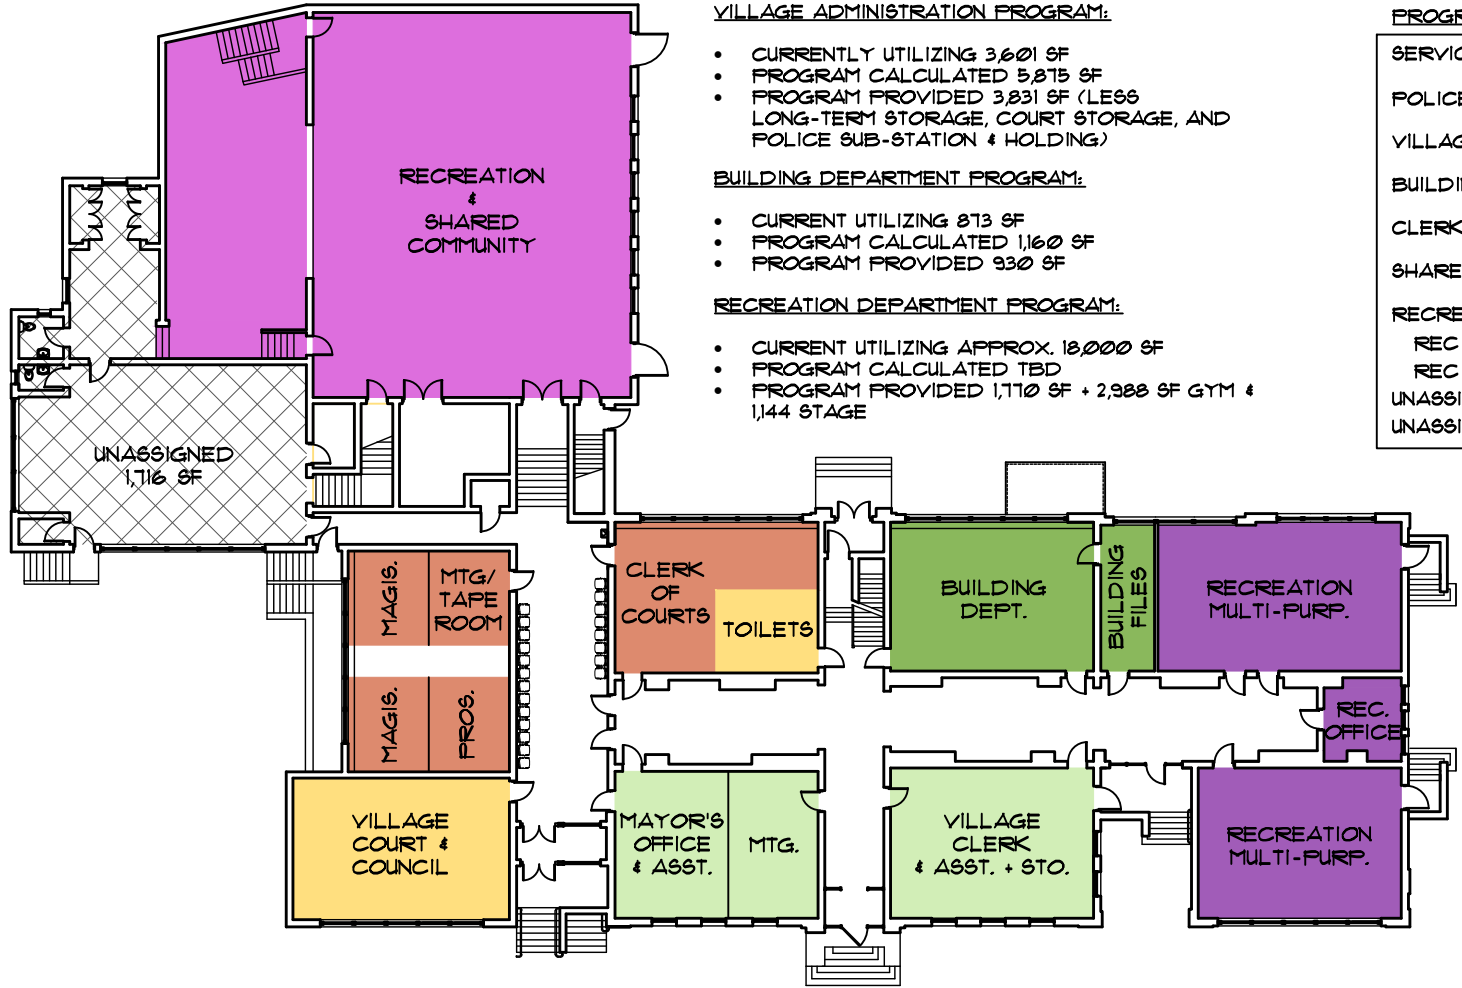 VILLAGE ADMINISTRATION PROGRAM:
• CURRENTLY UTILIZING 3,601 SF
• PROGRAM CALCULATED 5,875 SF
• PROGRAM PROVIDED 3,831 SF (LESS
LONG-TERM STORAGE, COURT STORAGE, AND
POLICE SUB-STATION & HOLDING)
BUILDING DEPARTMENT PROGRAM:
• CURRENT UTILIZING 873 SF
• PROGRAM CALCULATED 1,160 SF
• PROGRAM PROVIDED 930 SF
RECREATION DEPARTMENT PROGRAM:
• CURRENT UTILIZING APPROX. 18,000 SF
• PROGRAM CALCULATED TBD
• PROGRAM PROVIDED 1,770 SF + 2,988 SF GYM &
1,144 STAGE
REC
REC
RECREATION
&
SHARED
COMMUNITY
UNASSIGNED
1,716 SF
MAGIS.
MTG/
TAPE
ROOM
MAGIS.
PROS.
VILLAGE
COURT &
COUNCIL
CLERK
OF
COURTS
TOILETS
BUILDING
DEPT.
BUILDING
FILES
RECREATION
MULTI-PURP.
REC.
OFFICE
MAYOR'S
OFFICE
& ASST.
MTG.
VILLAGE
CLERK
& ASST. + STO.
RECREATION
MULTI-PURP.